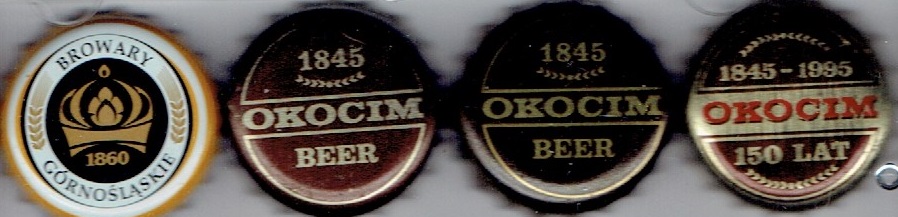 BROWARY
1860
GÓRNOŚLĄSKIE
1845
OKOCIM
BEER
1845
OKOCIM
BEER
1845-1995
OKOCIM
150 LAT